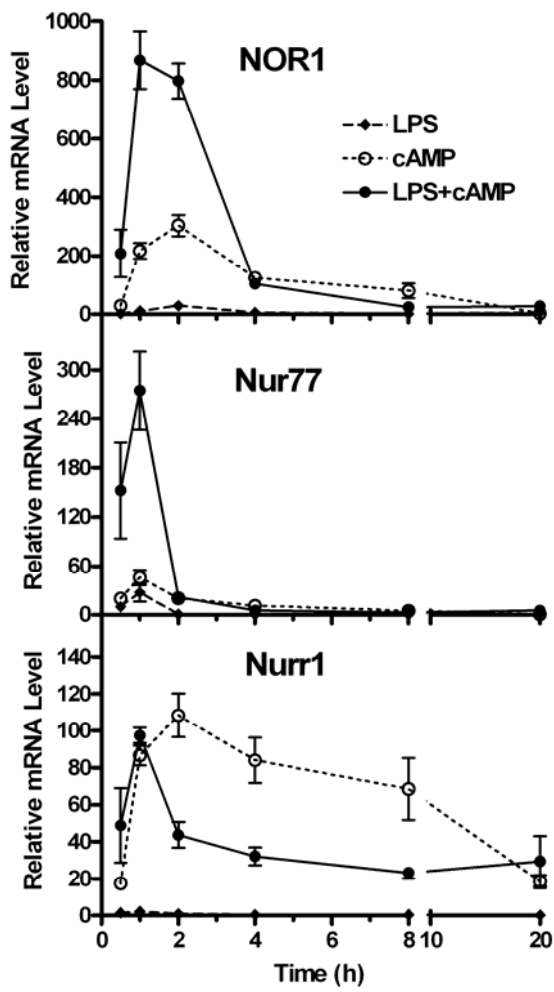 NOR1
Relative mRNA Level
1000
800
600
400
200
0
LPS
cAMP
LPS+cAMP
Nur77
Relative mRNA Level
300
240
180
120
60
0
Nurr1
Relative mRNA Level
140
120
100
80
60
40
20
0
0 2 4 6 8 10 20
Time (h)